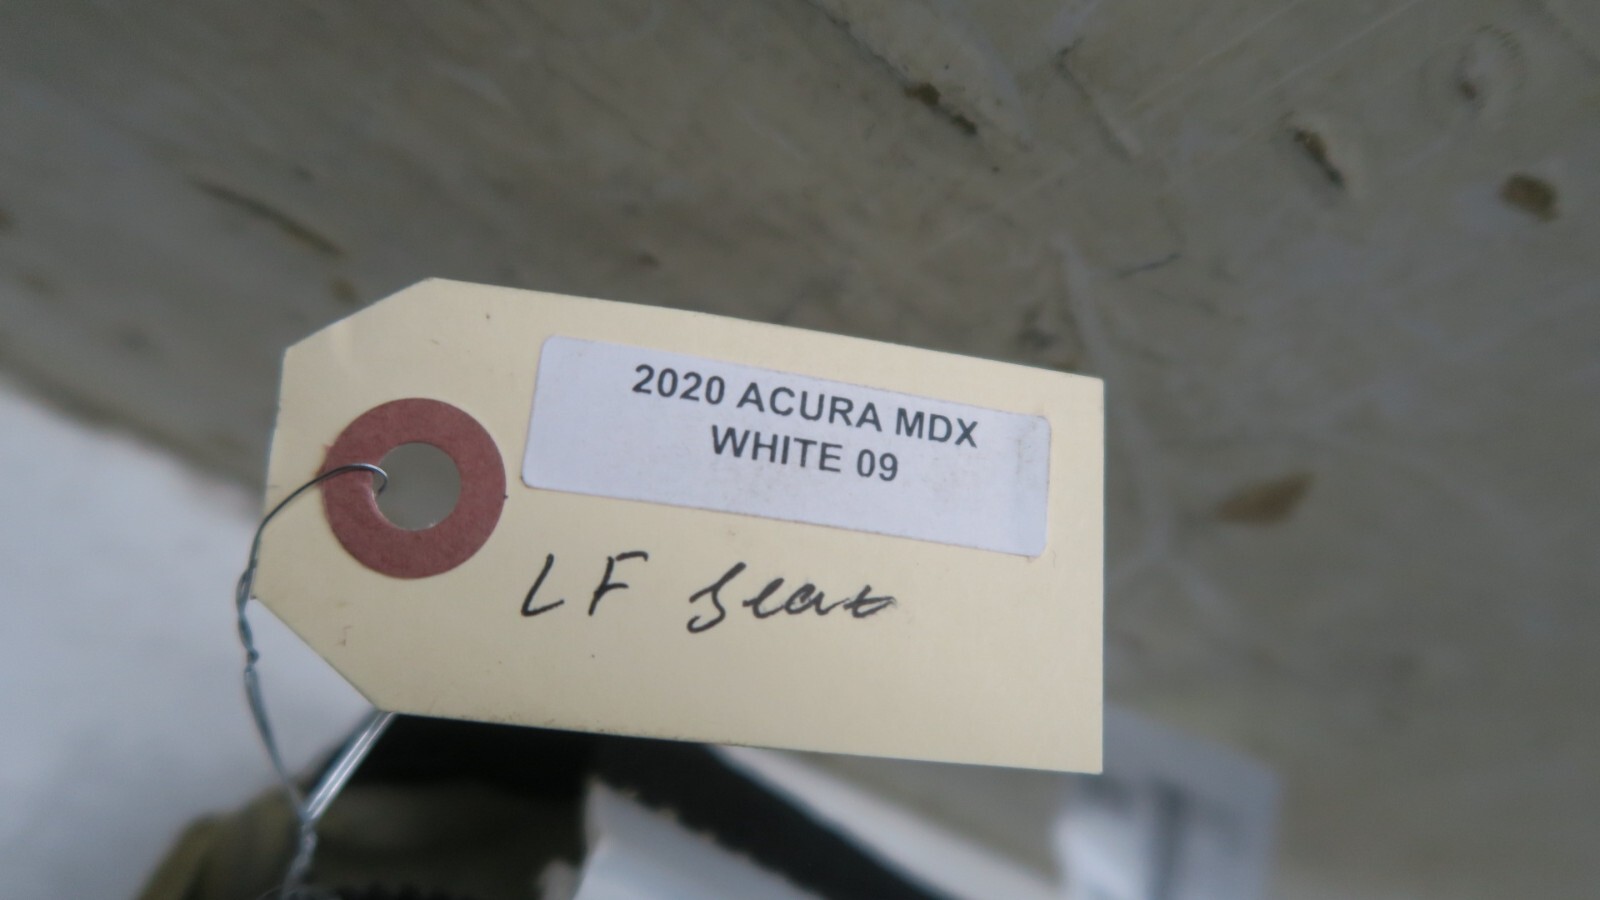 2020 ACURA MDX
WHITE 09
LF Seat